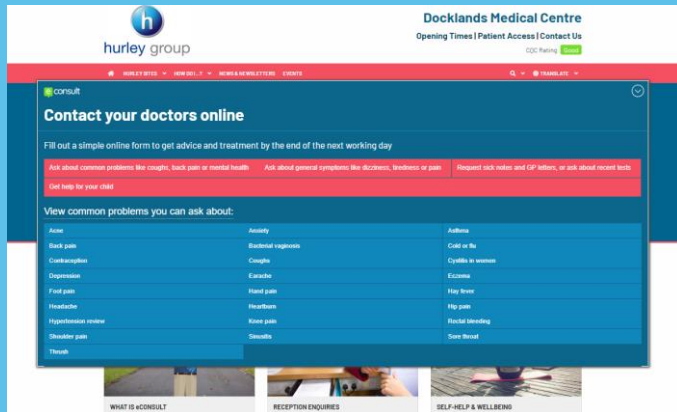 h
hurley group
Docklands Medical Centre
Opening Times | Patient Access | Contact Us
CQC Rating Good
HURLEY SITES HOW DO I...? NEWS & NEWSLETTERS EVENTS TRANSLATE
consult
Contact your doctors online
Fill out a simple online form to get advice and treatment by the end of the next working day
Ask about common problems like coughs, back pain or mental health Ask about general symptoms like dizziness, tiredness or pain Request sick notes and GP letters, or ask about recent tests
Get help for your child
View common problems you can ask about:
Acne Anxiety Asthma
Back pain Bacterial vaginosis Cold or flu
Contraception Coughs Cystitis in women
Depression Earache Eczema
Foot pain Hand pain Hay fever
Headache Heartburn Hip pain
Hypertension review Knee pain Rectal bleeding
Shoulder pain Sinusitis Sore throat
Thrush
WHAT IS eCONSULT RECEPTION ENQUIRIES SELF-HELP & WELLBEING